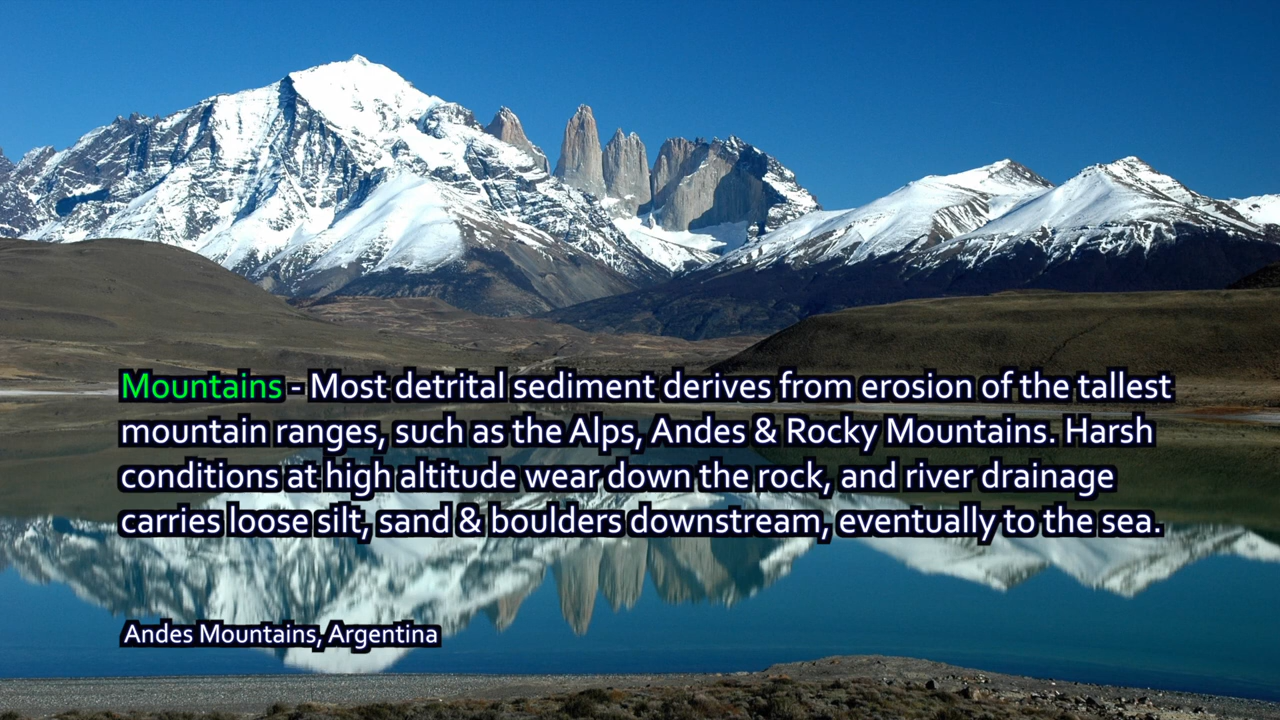 Mountains - Most detrital sediment derives from erosion of the tallest
mountain ranges, such as the Alps, Andes & Rocky Mountains. Harsh
conditions at high altitude wear down the rock, and river drainage
carries loose silt, sand & boulders downstream, eventually to the sea.
Andes Mountains, Argentina